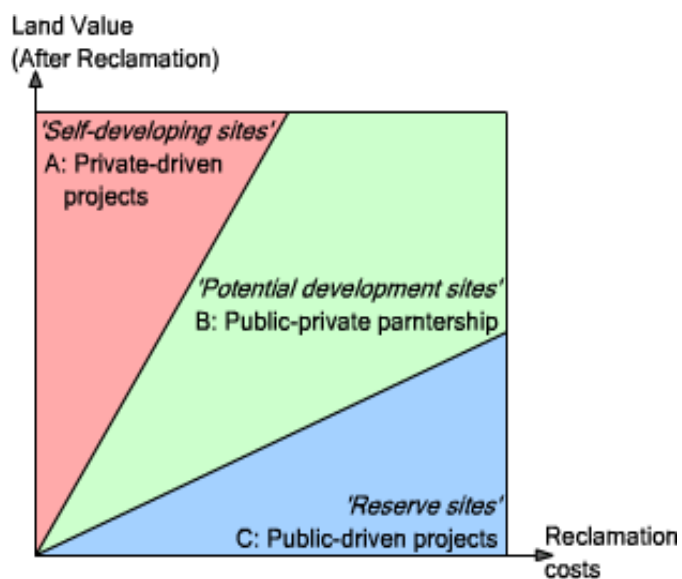 Land Value
(After Reclamation)
'Self-developing sites'
A: Private-driven
projects
'Potential development sites'
B: Public-private parntership
'Reserve sites'
C: Public-driven projects
Reclamation
costs